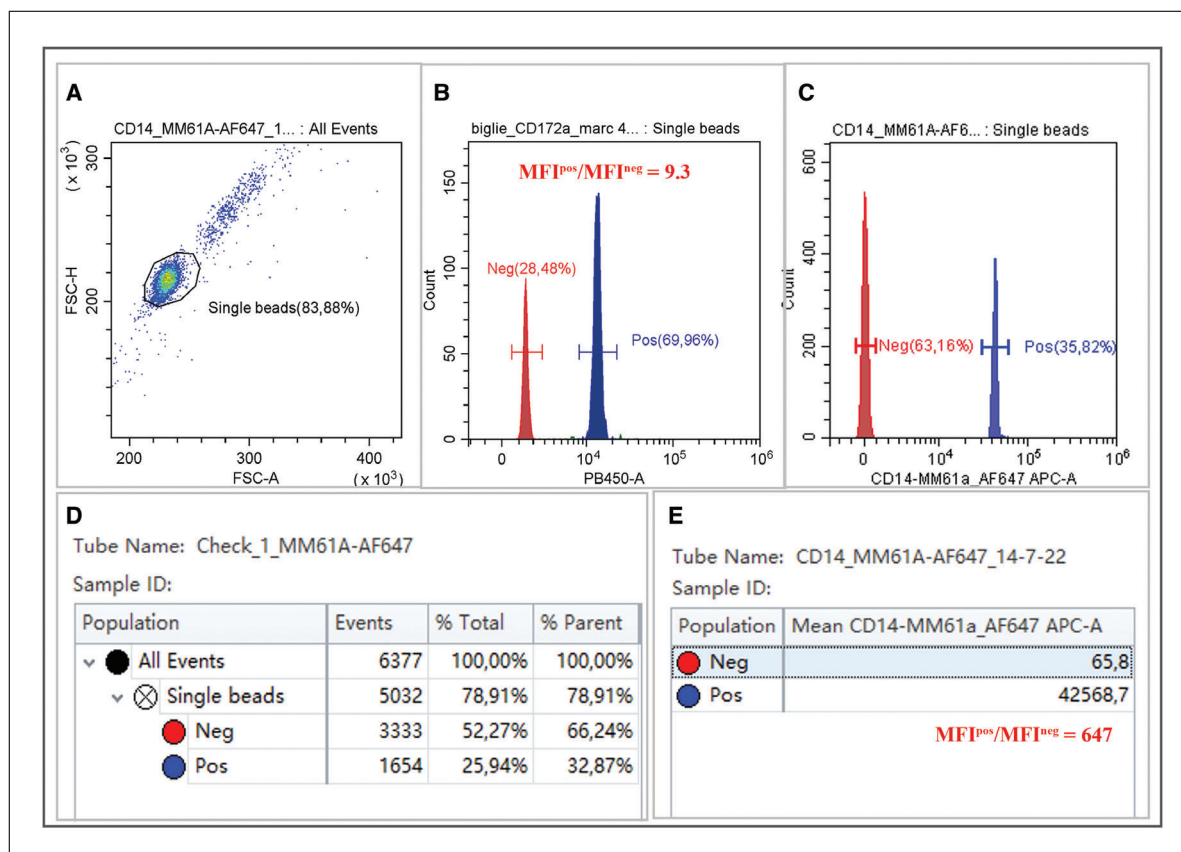 A
CD14_MM61A-AF647_1... : All Events
(x 10³)
300
200
FSC-H
Single beads(83,88%)
200
300
400
FSC-A
(x 10³)
B
biglie_CD172a_marc 4... : Single beads
MFIᵖᵒˢ/MFIⁿᵉᵍ = 9.3
150
100
50
0
Count
Neg(28,48%)
Pos(69,96%)
0
10⁴
10⁵
10⁶
PB450-A
C
CD14_MM61A-AF6... : Single beads
600
400
200
0
Count
Neg(63,16%)
Pos(35,82%)
0
10⁴
10⁵
10⁶
CD14-MM61a_AF647 APC-A
D
Tube Name: Check_1_MM61A-AF647
Sample ID:
Population Events % Total % Parent
All Events 6377 100,00% 100,00%
Single beads 5032 78,91% 78,91%
Neg 3333 52,27% 66,24%
Pos 1654 25,94% 32,87%
E
Tube Name: CD14_MM61A-AF647_14-7-22
Sample ID:
Population Mean CD14-MM61a_AF647 APC-A
Neg 65,8
Pos 42568,7
MFIᵖᵒˢ/MFIⁿᵉᵍ = 647